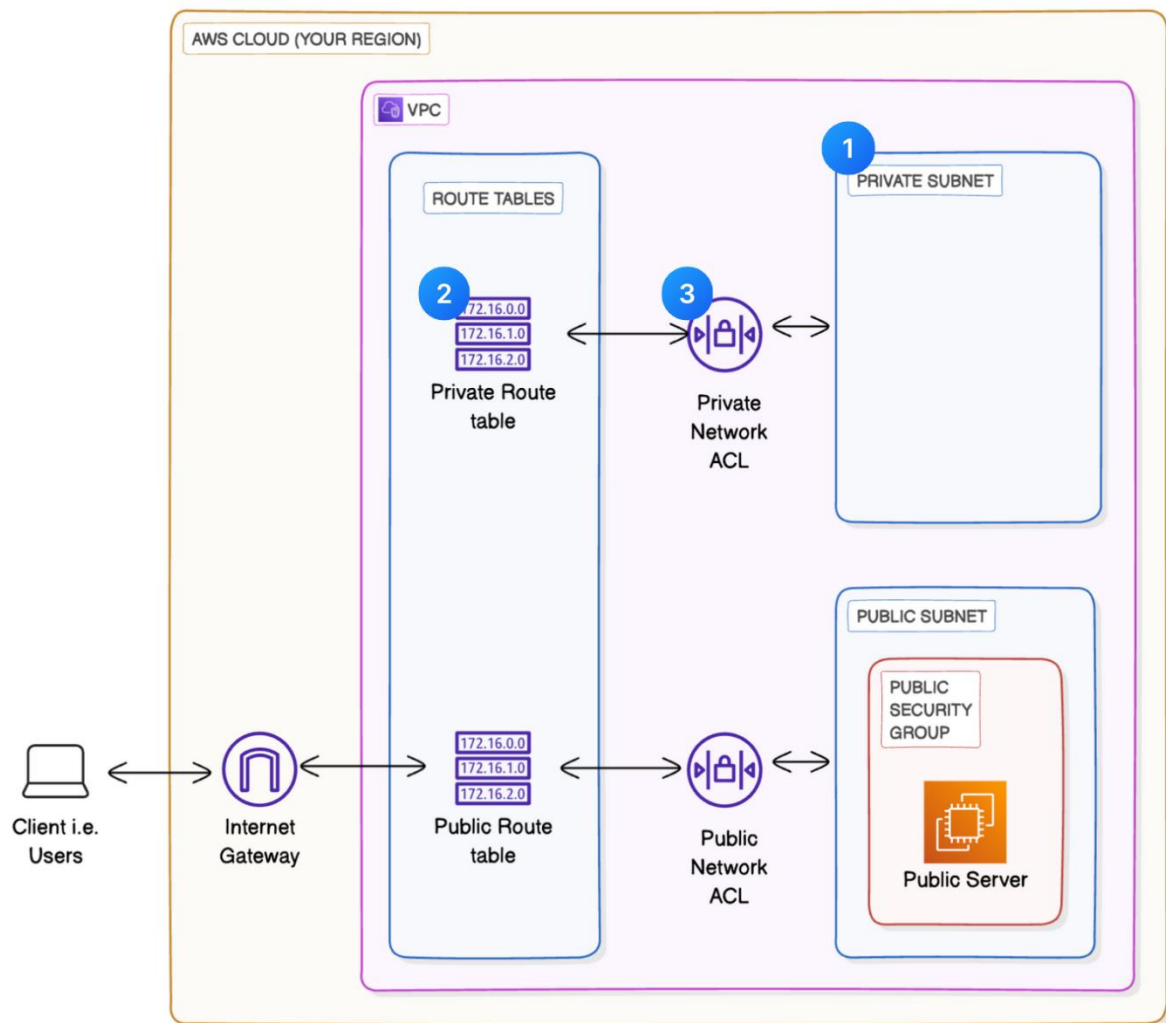 AWS CLOUD (YOUR REGION)
VPC
1
PRIVATE SUBNET
ROUTE TABLES
2
172.16.0.0
172.16.1.0
172.16.2.0
Private Route
table
3
Private
Network
ACL
PUBLIC SUBNET
PUBLIC
SECURITY
GROUP
Public Server
Client i.e.
Users
Internet
Gateway
172.16.0.0
172.16.1.0
172.16.2.0
Public Route
table
Public
Network
ACL